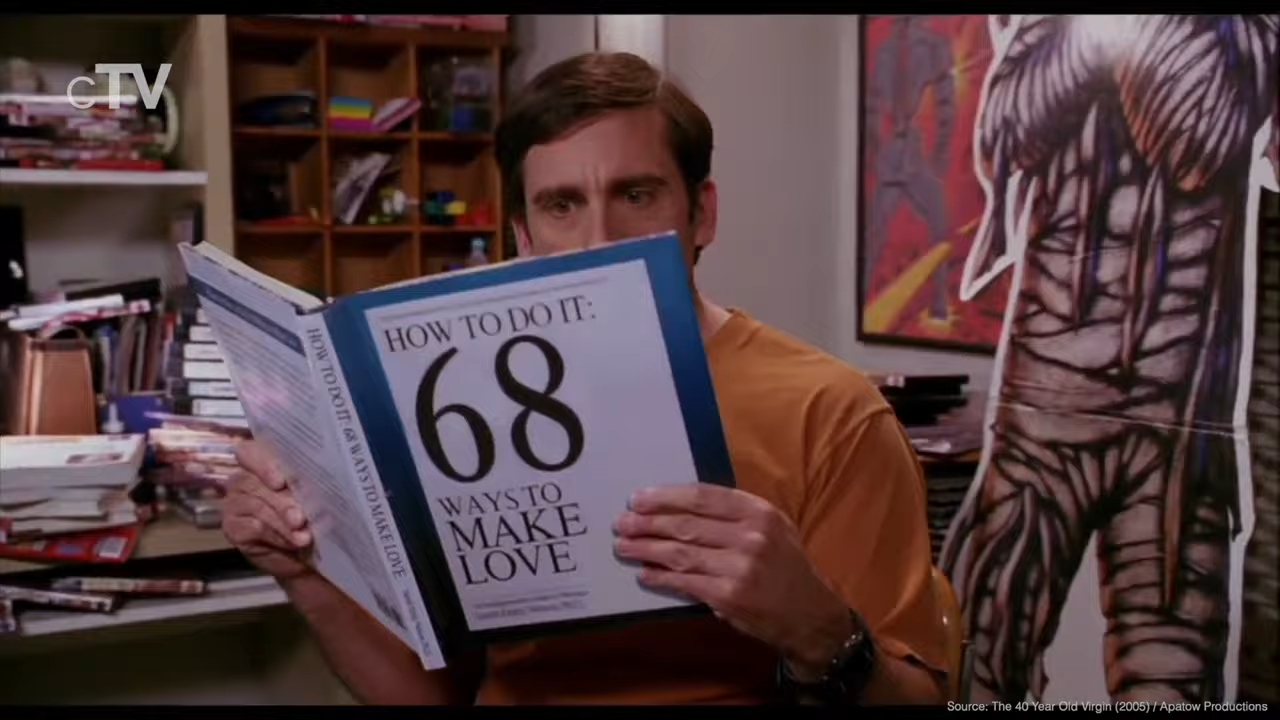 cTV
HOW TO DO IT:
68
WAYS TO
MAKE
LOVE
HOW TO DO IT: 68 WAYS TO MAKE LOVE
Source: The 40 Year Old Virgin (2005) / Apatow Productions